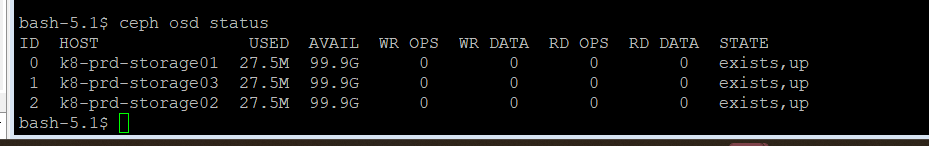 bash-5.1$ ceph osd status
ID  HOST               USED  AVAIL  WR OPS  WR DATA  RD OPS  RD DATA  STATE
 0  k8-prd-storage01  27.5M  99.9G      0        0       0        0   exists,up
 1  k8-prd-storage03  27.5M  99.9G      0        0       0        0   exists,up
 2  k8-prd-storage02  27.5M  99.9G      0        0       0        0   exists,up
bash-5.1$